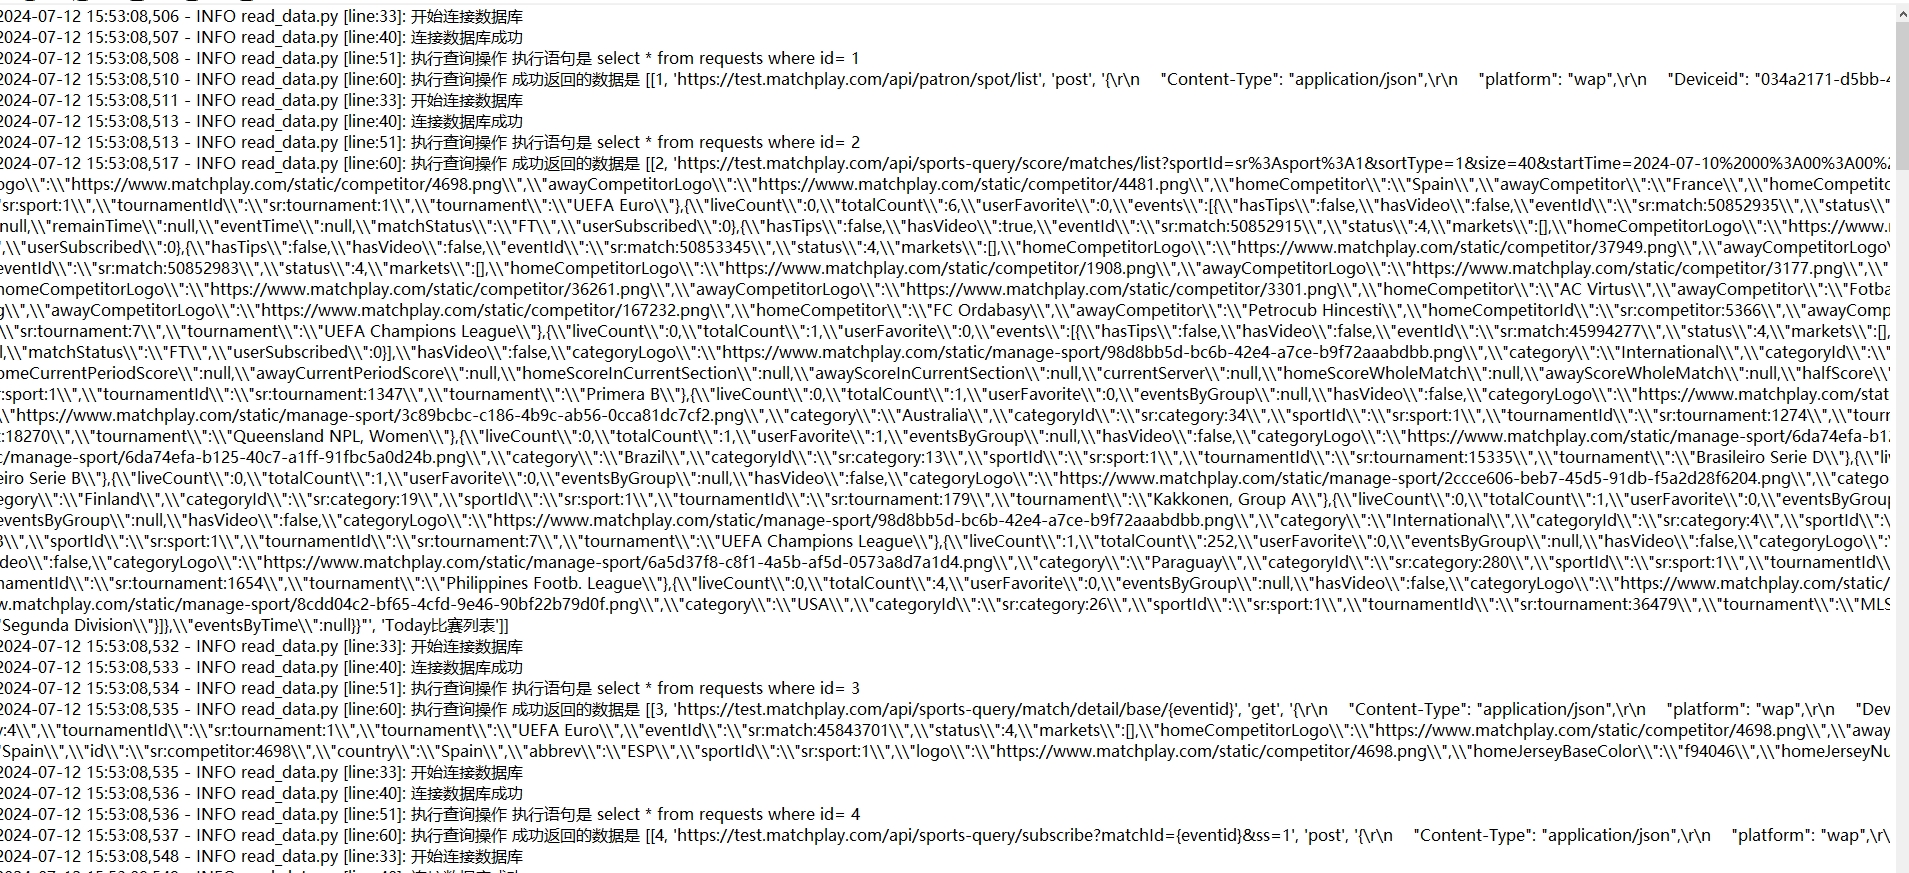 2024-07-12 15:53:08,506 - INFO read_data.py [line:33]: 开始连接数据库
2024-07-12 15:53:08,507 - INFO read_data.py [line:40]: 连接数据库成功
2024-07-12 15:53:08,508 - INFO read_data.py [line:51]: 执行查询操作 执行语句是 select * from requests where id= 1
2024-07-12 15:53:08,510 - INFO read_data.py [line:60]: 执行查询操作 成功返回的数据是 [[1, 'https://test.matchplay.com/api/patron/spot/list', 'post', '{\r\n    "Content-Type": "application/json",\r\n    "platform": "wap",\r\n    "Deviceid": "034a2171-d5bb-4
2024-07-12 15:53:08,511 - INFO read_data.py [line:33]: 开始连接数据库
2024-07-12 15:53:08,513 - INFO read_data.py [line:40]: 连接数据库成功
2024-07-12 15:53:08,513 - INFO read_data.py [line:51]: 执行查询操作 执行语句是 select * from requests where id= 2
2024-07-12 15:53:08,517 - INFO read_data.py [line:60]: 执行查询操作 成功返回的数据是 [[2, 'https://test.matchplay.com/api/sports-query/score/matches/list?sportId=sr%3Asport%3A1&sortType=1&size=40&startTime=2024-07-10%2000%3A00%3A00%2
ogo\\":\\"https://www.matchplay.com/static/competitor/4698.png\\",\\"awayCompetitorLogo\\":\\"https://www.matchplay.com/static/competitor/4481.png\\",\\"homeCompetitor\\":\\"Spain\\",\\"awayCompetitor\\":\\"France\\",\\"homeCompetito
"sr:sport:1\\",\\"tournamentId\\":\\"sr:tournament:1\\",\\"tournament\\":\\"UEFA Euro\\"},{\\"liveCount\\":0,\\"totalCount\\":6,\\"userFavorite\\":0,\\"events\\":[{\\"hasTips\\":false,\\"hasVideo\\":false,\\"eventId\\":\\"sr:match:50852935\\",\\"status\\"
null,\\"remainTime\\":null,\\"eventTime\\":null,\\"matchStatus\\":\\"FT\\",\\"userSubscribed\\":0},{\\"hasTips\\":false,\\"hasVideo\\":true,\\"eventId\\":\\"sr:match:50852915\\",\\"status\\":4,\\"markets\\":[],\\"homeCompetitorLogo\\":\\"https://www.
,\\"userSubscribed\\":0},{\\"hasTips\\":false,\\"hasVideo\\":false,\\"eventId\\":\\"sr:match:50853345\\",\\"status\\":4,\\"markets\\":[],\\"homeCompetitorLogo\\":\\"https://www.matchplay.com/static/competitor/37949.png\\",\\"awayCompetitorLogo\
eventId\\":\\"sr:match:50852983\\",\\"status\\":4,\\"markets\\":[],\\"homeCompetitorLogo\\":\\"https://www.matchplay.com/static/competitor/1908.png\\",\\"awayCompetitorLogo\\":\\"https://www.matchplay.com/static/competitor/3177.png\\",\\"
homeCompetitorLogo\\":\\"https://www.matchplay.com/static/competitor/36261.png\\",\\"awayCompetitorLogo\\":\\"https://www.matchplay.com/static/competitor/3301.png\\",\\"homeCompetitor\\":\\"AC Virtus\\",\\"awayCompetitor\\":\\"Fotba
g\\",\\"awayCompetitorLogo\\":\\"https://www.matchplay.com/static/competitor/167232.png\\",\\"homeCompetitor\\":\\"FC Ordabasy\\",\\"awayCompetitor\\":\\"Petrocub Hincesti\\",\\"homeCompetitorId\\":\\"sr:competitor:5366\\",\\"awayComp
\\"sr:tournament:7\\",\\"tournament\\":\\"UEFA Champions League\\"},{\\"liveCount\\":0,\\"totalCount\\":1,\\"userFavorite\\":0,\\"events\\":[{\\"hasTips\\":false,\\"hasVideo\\":false,\\"eventId\\":\\"sr:match:45994277\\",\\"status\\":4,\\"markets\\":[],
l,\\"matchStatus\\":\\"FT\\",\\"userSubscribed\\":0}],\\"hasVideo\\":false,\\"categoryLogo\\":\\"https://www.matchplay.com/static/manage-sport/98d8bb5d-bc6b-42e4-a7ce-b9f72aaabdbb.png\\",\\"category\\":\\"International\\",\\"categoryId\\":\\"
omeCurrentPeriodScore\\":null,\\"awayCurrentPeriodScore\\":null,\\"homeScoreInCurrentSection\\":null,\\"awayScoreInCurrentSection\\":null,\\"currentServer\\":null,\\"homeScoreWholeMatch\\":null,\\"awayScoreWholeMatch\\":null,\\"halfScore\\"
r:sport:1\\",\\"tournamentId\\":\\"sr:tournament:1347\\",\\"tournament\\":\\"Primera B\\"},{\\"liveCount\\":0,\\"totalCount\\":1,\\"userFavorite\\":0,\\"eventsByGroup\\":null,\\"hasVideo\\":false,\\"categoryLogo\\":\\"https://www.matchplay.com/stat
\\"https://www.matchplay.com/static/manage-sport/3c89bcbc-c186-4b9c-ab56-0cca81dc7cf2.png\\",\\"category\\":\\"Australia\\",\\"categoryId\\":\\"sr:category:34\\",\\"sportId\\":\\"sr:sport:1\\",\\"tournamentId\\":\\"sr:tournament:1274\\",\\"tourr
t:18270\\",\\"tournament\\":\\"Queensland NPL, Women\\"},{\\"liveCount\\":0,\\"totalCount\\":1,\\"userFavorite\\":1,\\"eventsByGroup\\":null,\\"hasVideo\\":false,\\"categoryLogo\\":\\"https://www.matchplay.com/static/manage-sport/6da74efa-b1
c/manage-sport/6da74efa-b125-40c7-a1ff-91fbc5a0d24b.png\\",\\"category\\":\\"Brazil\\",\\"categoryId\\":\\"sr:category:13\\",\\"sportId\\":\\"sr:sport:1\\",\\"tournamentId\\":\\"sr:tournament:15335\\",\\"tournament\\":\\"Brasileiro Serie D\\"},{\\"li
eiro Serie B\\"},{\\"liveCount\\":0,\\"totalCount\\":1,\\"userFavorite\\":0,\\"eventsByGroup\\":null,\\"hasVideo\\":false,\\"categoryLogo\\":\\"https://www.matchplay.com/static/manage-sport/2ccce606-beb7-45d5-91db-f5a2d28f6204.png\\",\\"catego
egory\\":\\"Finland\\",\\"categoryId\\":\\"sr:category:19\\",\\"sportId\\":\\"sr:sport:1\\",\\"tournamentId\\":\\"sr:tournament:179\\",\\"tournament\\":\\"Kakkonen, Group A\\"},{\\"liveCount\\":0,\\"totalCount\\":1,\\"userFavorite\\":0,\\"eventsByGrou
eventsByGroup\\":null,\\"hasVideo\\":false,\\"categoryLogo\\":\\"https://www.matchplay.com/static/manage-sport/98d8bb5d-bc6b-42e4-a7ce-b9f72aaabdbb.png\\",\\"category\\":\\"International\\",\\"categoryId\\":\\"sr:category:4\\",\\"sportId\\":\
3\\",\\"sportId\\":\\"sr:sport:1\\",\\"tournamentId\\":\\"sr:tournament:7\\",\\"tournament\\":\\"UEFA Champions League\\"},{\\"liveCount\\":1,\\"totalCount\\":252,\\"userFavorite\\":0,\\"eventsByGroup\\":null,\\"hasVideo\\":false,\\"categoryLogo\\":
deo\\":false,\\"categoryLogo\\":\\"https://www.matchplay.com/static/manage-sport/6a5d37f8-c8f1-4a5b-af5d-0573a8d7a1d4.png\\",\\"category\\":\\"Paraguay\\",\\"categoryId\\":\\"sr:category:280\\",\\"sportId\\":\\"sr:sport:1\\",\\"tournamentId\\
namentId\\":\\"sr:tournament:1654\\",\\"tournament\\":\\"Philippines Footb. League\\"},{\\"liveCount\\":0,\\"totalCount\\":4,\\"userFavorite\\":0,\\"eventsByGroup\\":null,\\"hasVideo\\":false,\\"categoryLogo\\":\\"https://www.matchplay.com/static/
w.matchplay.com/static/manage-sport/8cdd04c2-bf65-4cfd-9e46-90bf22b79d0f.png\\",\\"category\\":\\"USA\\",\\"categoryId\\":\\"sr:category:26\\",\\"sportId\\":\\"sr:sport:1\\",\\"tournamentId\\":\\"sr:tournament:36479\\",\\"tournament\\":\\"MLS
"Segunda Division\\"}]},\\"eventsByTime\\":null}}"', 'Today比赛列表']]
2024-07-12 15:53:08,532 - INFO read_data.py [line:33]: 开始连接数据库
2024-07-12 15:53:08,533 - INFO read_data.py [line:40]: 连接数据库成功
2024-07-12 15:53:08,534 - INFO read_data.py [line:51]: 执行查询操作 执行语句是 select * from requests where id= 3
2024-07-12 15:53:08,535 - INFO read_data.py [line:60]: 执行查询操作 成功返回的数据是 [[3, 'https://test.matchplay.com/api/sports-query/match/detail/base/{eventid}', 'get', '{\r\n    "Content-Type": "application/json",\r\n    "platform": "wap",\r\n    "Dev
y:4\\",\\"tournamentId\\":\\"sr:tournament:1\\",\\"tournament\\":\\"UEFA Euro\\",\\"eventId\\":\\"sr:match:45843701\\",\\"status\\":4,\\"markets\\":[],\\"homeCompetitorLogo\\":\\"https://www.matchplay.com/static/competitor/4698.png\\",\\"away
"Spain\\",\\"id\\":\\"sr:competitor:4698\\",\\"country\\":\\"Spain\\",\\"abbrev\\":\\"ESP\\",\\"sportId\\":\\"sr:sport:1\\",\\"logo\\":\\"https://www.matchplay.com/static/competitor/4698.png\\",\\"homeJerseyBaseColor\\":\\"f94046\\",\\"homeJerseyNu
2024-07-12 15:53:08,535 - INFO read_data.py [line:33]: 开始连接数据库
2024-07-12 15:53:08,536 - INFO read_data.py [line:40]: 连接数据库成功
2024-07-12 15:53:08,536 - INFO read_data.py [line:51]: 执行查询操作 执行语句是 select * from requests where id= 4
2024-07-12 15:53:08,537 - INFO read_data.py [line:60]: 执行查询操作 成功返回的数据是 [[4, 'https://test.matchplay.com/api/sports-query/subscribe?matchId={eventid}&ss=1', 'post', '{\r\n    "Content-Type": "application/json",\r\n    "platform": "wap",\r\
2024-07-12 15:53:08,548 - INFO read_data.py [line:33]: 开始连接数据库